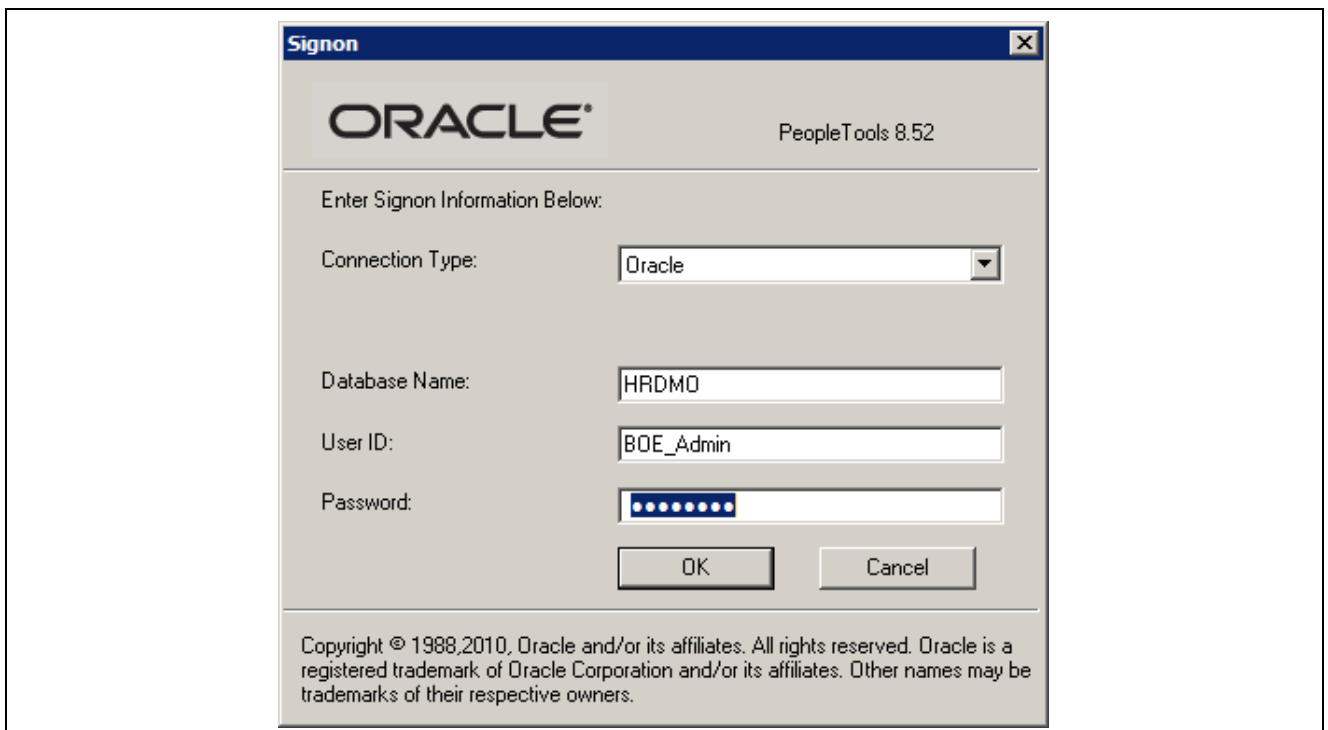 Signon
ORACLE®
PeopleTools 8.52
Enter Signon Information Below:
Connection Type:
Oracle
Database Name:
HRDMO
User ID:
BOE_Admin
Password:
••••••••
OK
Cancel
Copyright © 1988,2010, Oracle and/or its affiliates. All rights reserved. Oracle is a
registered trademark of Oracle Corporation and/or its affiliates. Other names may be
trademarks of their respective owners.